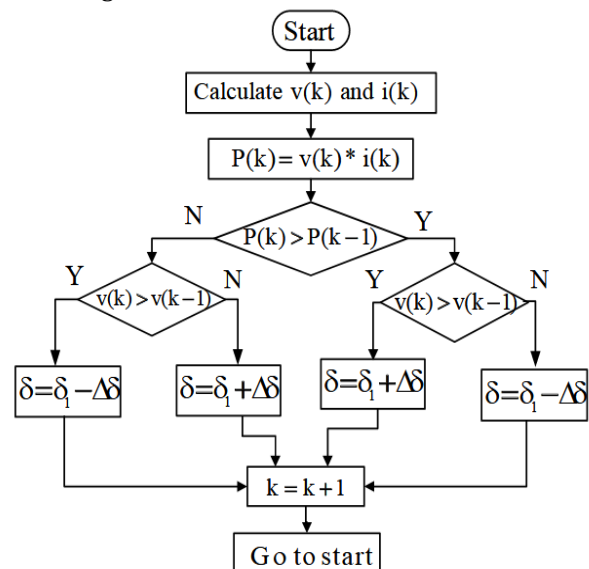 Start
Calculate v(k) and i(k)
P(k)= v(k)* i(k)
N
Y
P(k)>P(k−1)
Y
N
Y
N
v(k)>v(k-1)
v(k)>v(k−1)
δ=δ₁−Δδ
δ=δ₁+Δδ
δ=δ₁+Δδ
δ=δ₁−Δδ
k = k+1
Go to start